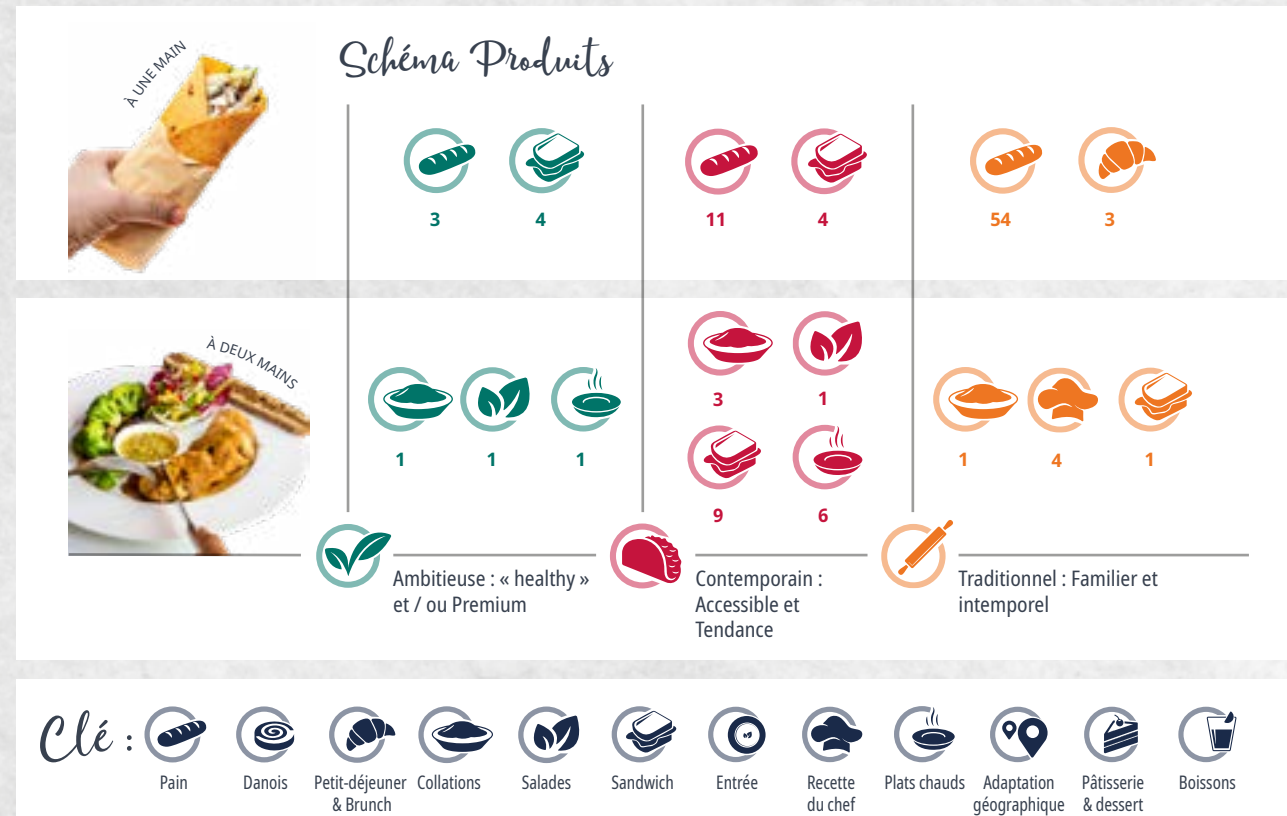 Schéma Produits
À UNE MAIN
3 4 11 4 54 3
À DEUX MAINS
3 1
1 1 1 1 4 1
9 6
Ambitieuse : « healthy »
et / ou Premium
Contemporain :
Accessible et
Tendance
Traditionnel : Familier et
intemporel
Clé :
Pain
Danois
Petit-déjeuner
& Brunch
Collations
Salades
Sandwich
Entrée
Recette
du chef
Plats chauds
Adaptation
géographique
Pâtisserie
& dessert
Boissons